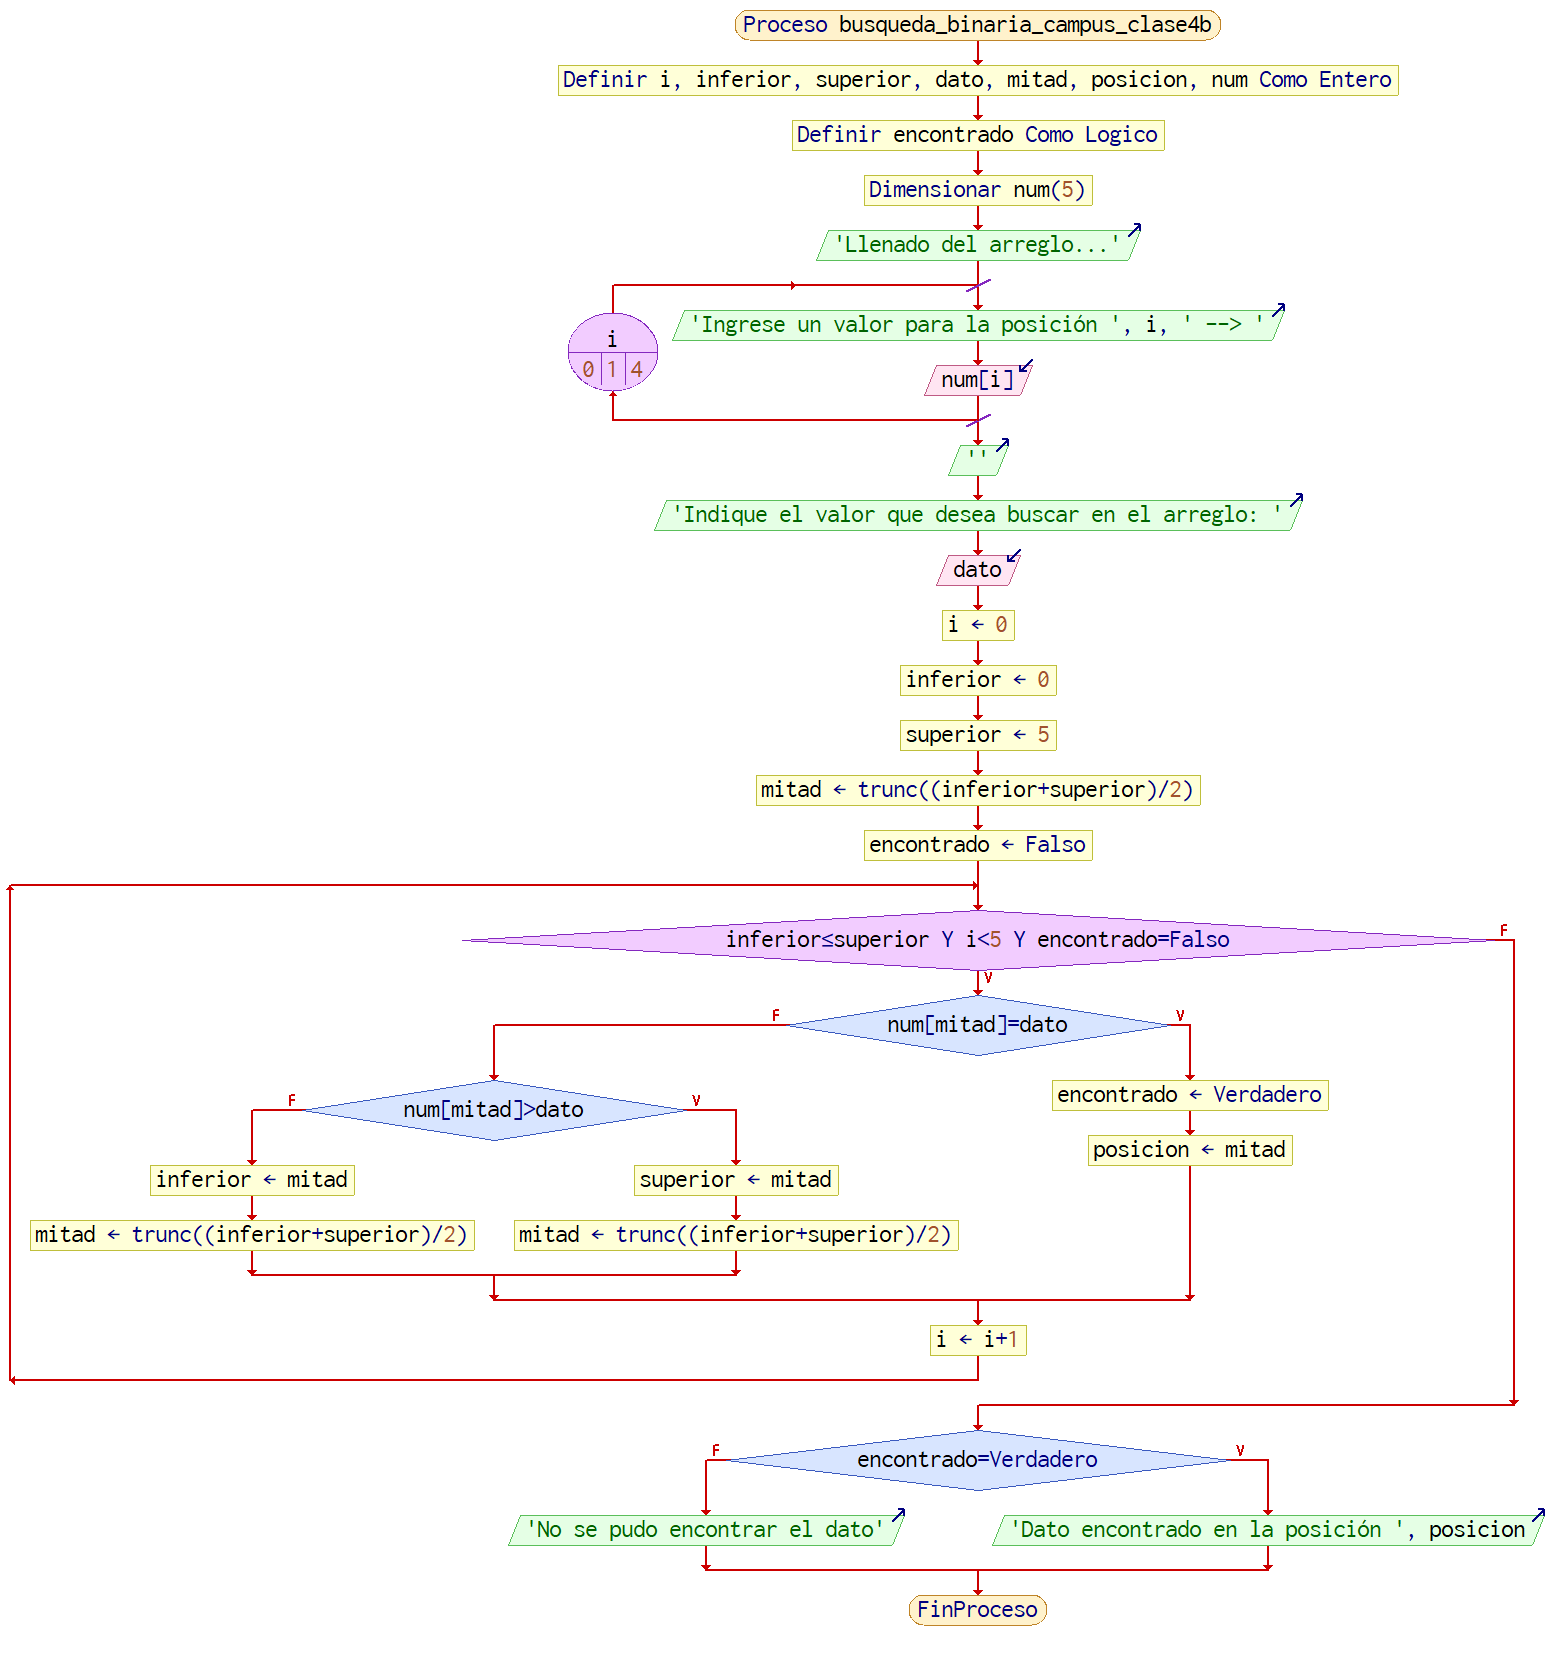 Proceso busqueda_binaria_campus_clase4b
Definir i, inferior, superior, dato, mitad, posicion, num Como Entero
Definir encontrado Como Logico
Dimensionar num(5)
'Llenado del arreglo...'
i
0 1 4
'Ingrese un valor para la posición ', i, ' --> '
num[i]
''
'Indique el valor que desea buscar en el arreglo: '
dato
i ← 0
inferior ← 0
superior ← 5
mitad ← trunc((inferior+superior)/2)
encontrado ← Falso
inferior≤superior Y i<5 Y encontrado=Falso
F
V
num[mitad]=dato
F
V
num[mitad]>dato
F
V
encontrado ← Verdadero
posicion ← mitad
inferior ← mitad
superior ← mitad
mitad ← trunc((inferior+superior)/2)
mitad ← trunc((inferior+superior)/2)
i ← i+1
encontrado=Verdadero
F
V
'No se pudo encontrar el dato'
'Dato encontrado en la posición ', posicion
FinProceso